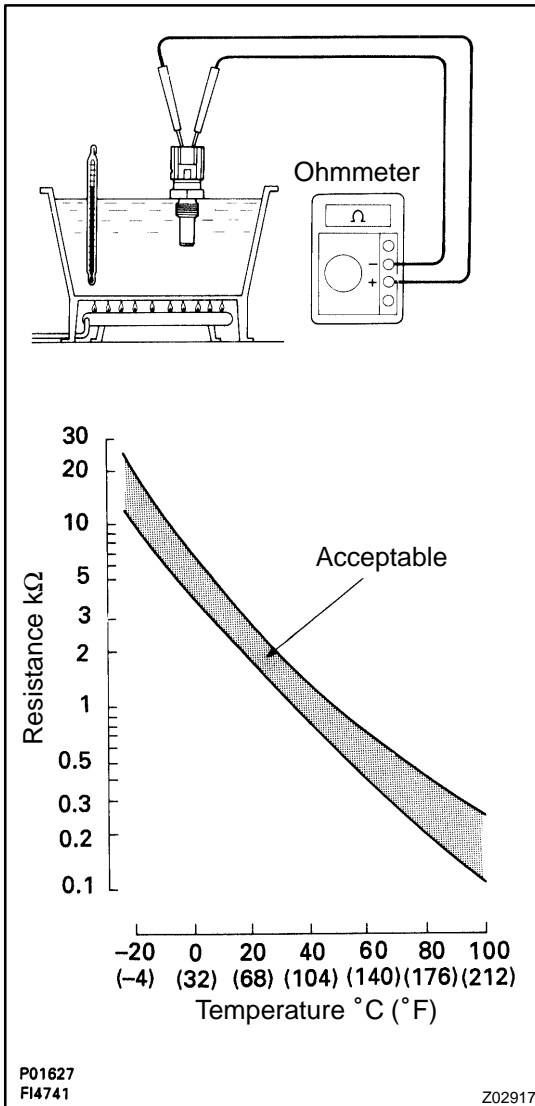 Ohmmeter
Ω
−
+
30
20
10
5
3
2
1
0.5
0.3
0.2
0.1
Resistance kΩ
Acceptable
−20 0 20 40 60 80 100
(−4) (32) (68) (104) (140) (176) (212)
Temperature ˚C (˚F)
P01627
FI4741
Z02917